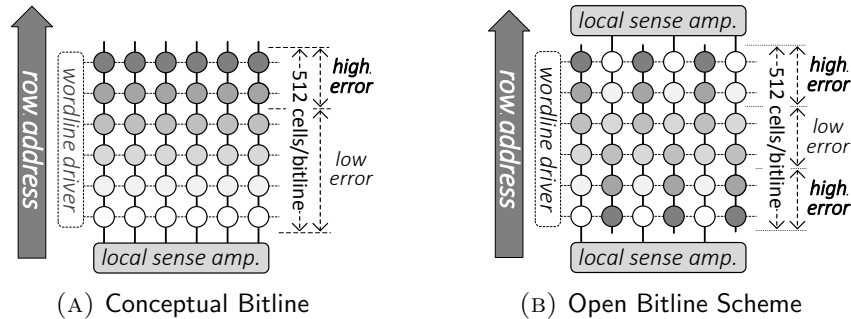 row address
wordline driver
512 cells/bitline
high
error
low
error
local sense amp.
(A) Conceptual Bitline
local sense amp.
row address
wordline driver
512 cells/bitline
high
error
low
error
high
error
local sense amp.
(B) Open Bitline Scheme